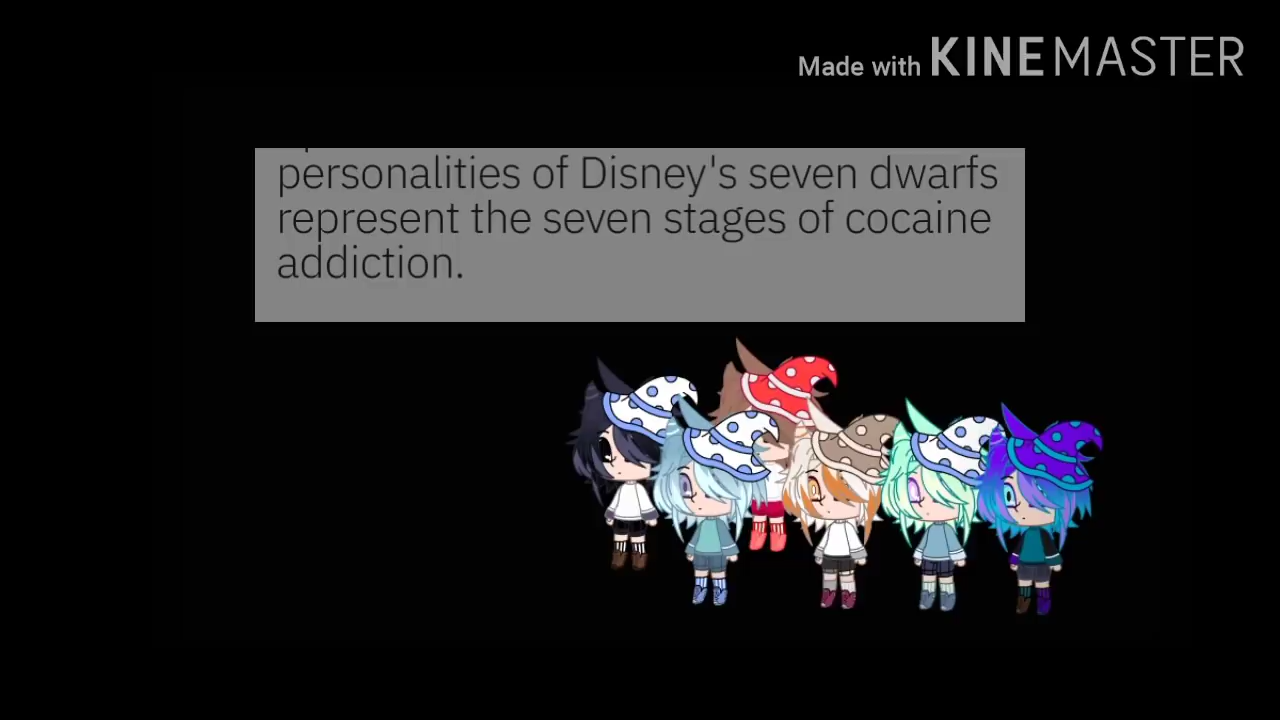 Made with KINEMASTER
personalities of Disney's seven dwarfs
represent the seven stages of cocaine
addiction.